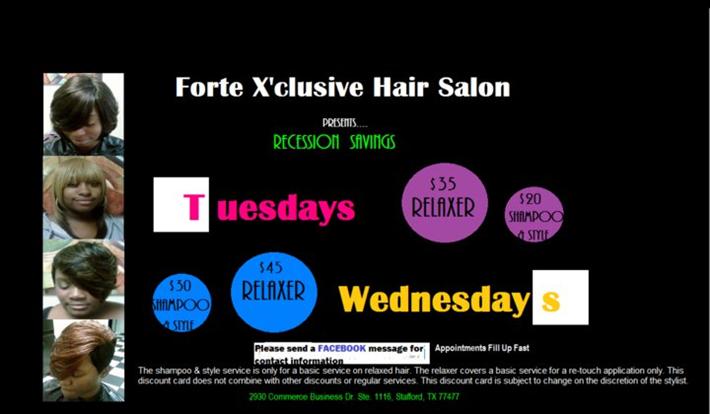 Forte X'clusive Hair Salon
PRESENTS....
RECESSION SAVINGS
Tuesdays
$35
RELAXER
$20
SHAMPOO
& STYLE
$30
SHAMPOO
& STYLE
$45
RELAXER
Wednesdays
Please send a FACEBOOK message for
contact information
Appointments Fill Up Fast
The shampoo & style service is only for a basic service on relaxed hair. The relaxer covers a basic service for a re-touch application only. This
discount card does not combine with other discounts or regular services. This discount card is subject to change on the discretion of the stylist.
2930 Commerce Business Dr. Ste. 1116, Stafford, TX 77477